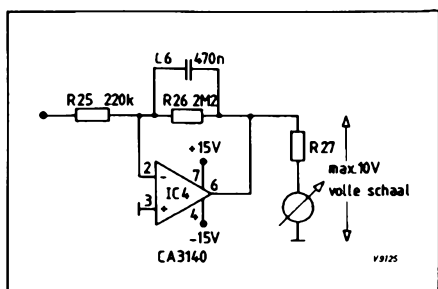 C6 470n
R25 220k
R26 2M2
R27
+15V
max.10V
volle schaal
2
-
7
IC4
6
3
+
4
-15V
CA3140
V9125